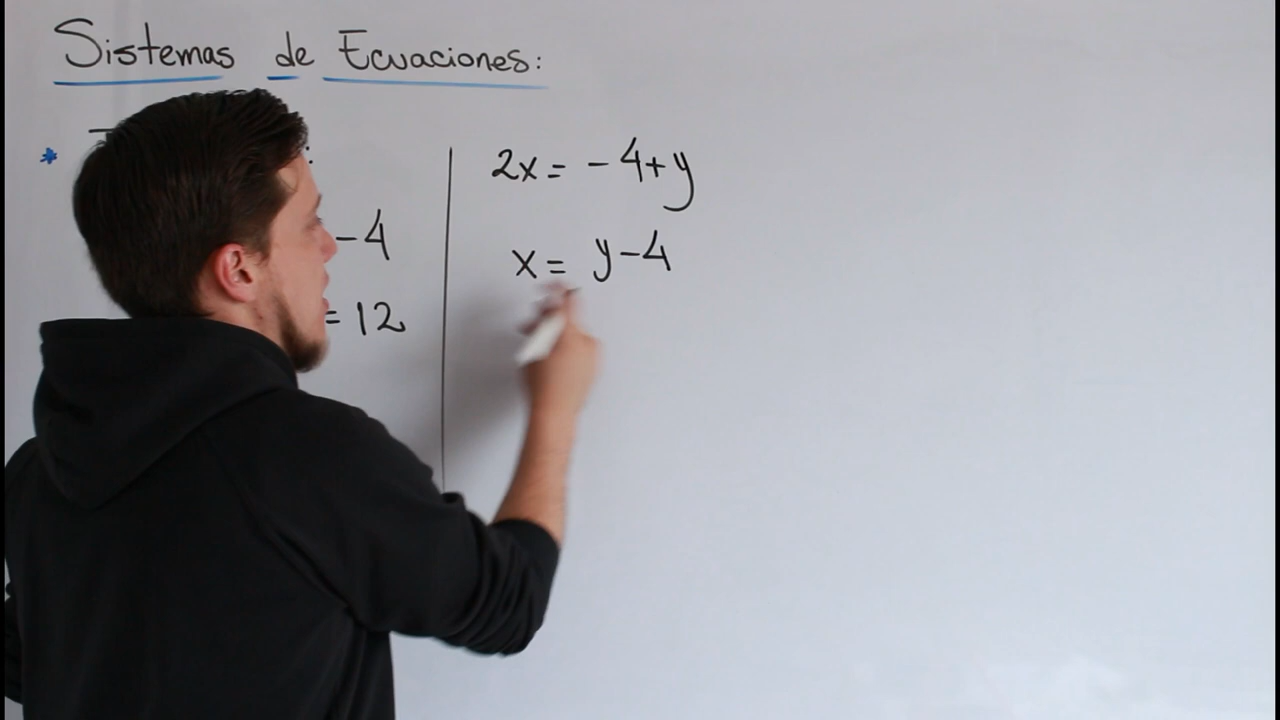 Sistemas de Ecuaciones:
*
-4
= 12
2x = -4+y
x = y-4